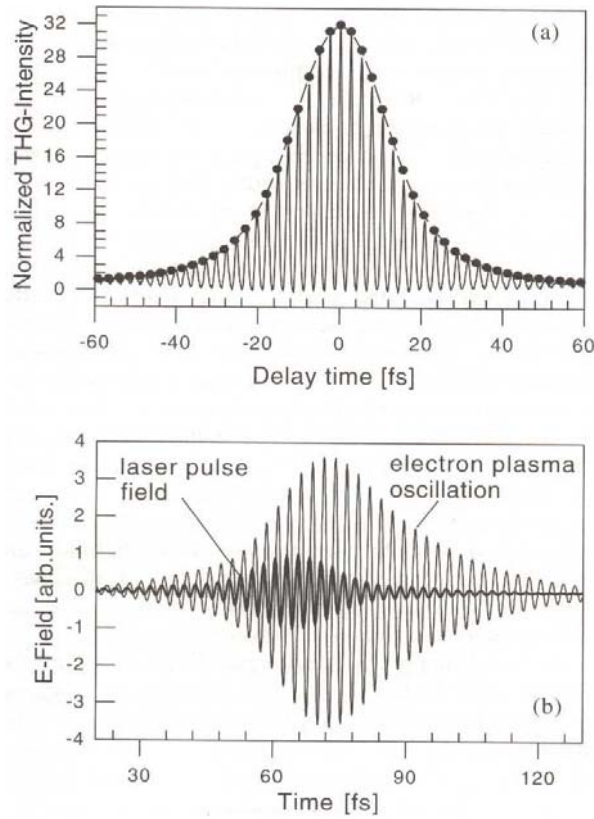 (a)
Normalized THG-Intensity
32
28
24
20
16
12
8
4
0
-60 -40 -20 0 20 40 60
Delay time [fs]
laser pulse
field
electron plasma
oscillation
E-Field [arb.units.]
4
3
2
1
0
-1
-2
-3
-4
(b)
30 60 90 120
Time [fs]